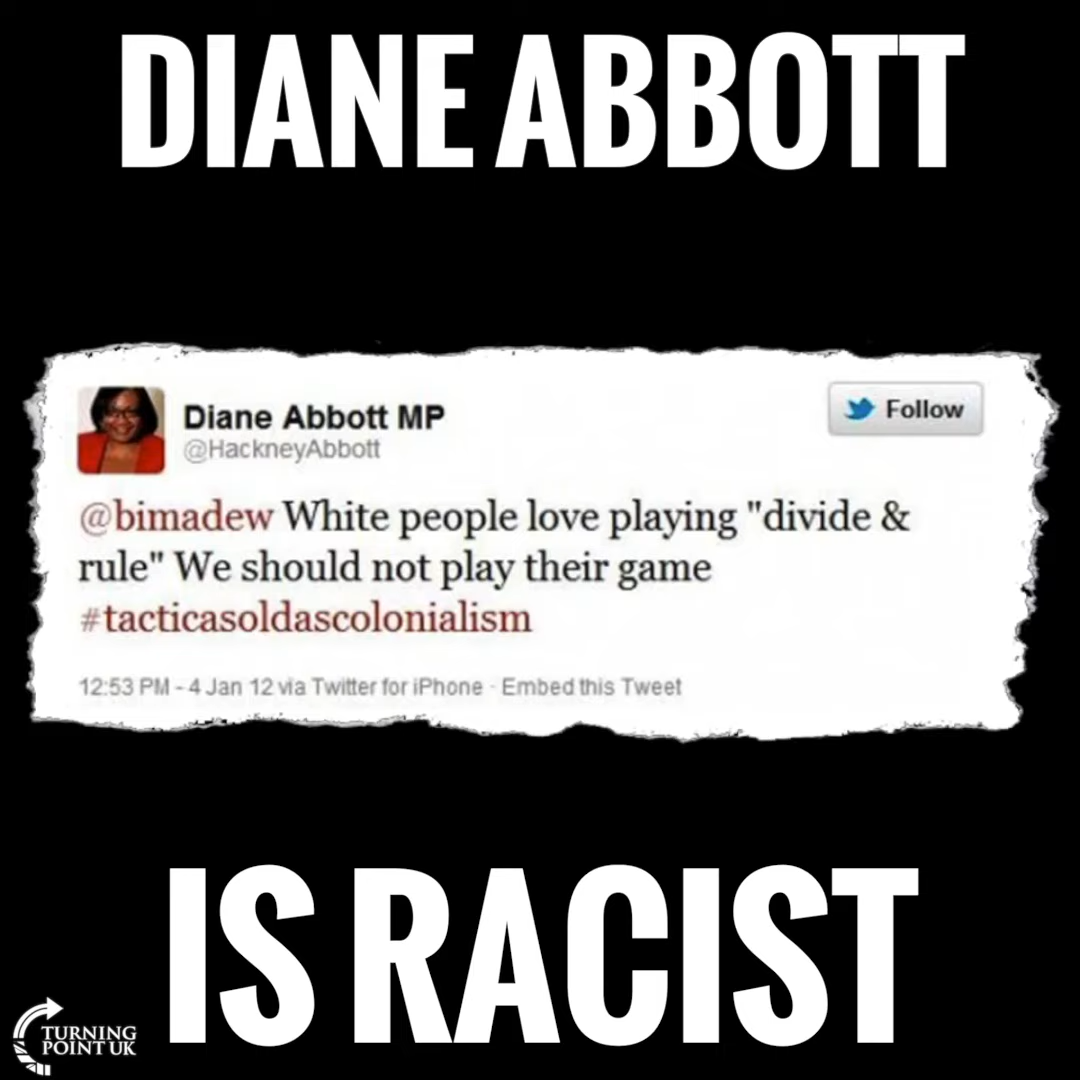 DIANE ABBOTT
Diane Abbott MP
@HackneyAbbott
Follow
@bimadew White people love playing "divide &
rule" We should not play their game
#tacticasoldascolonialism
12:53 PM - 4 Jan 12 via Twitter for iPhone · Embed this Tweet
IS RACIST
TURNING
POINT UK